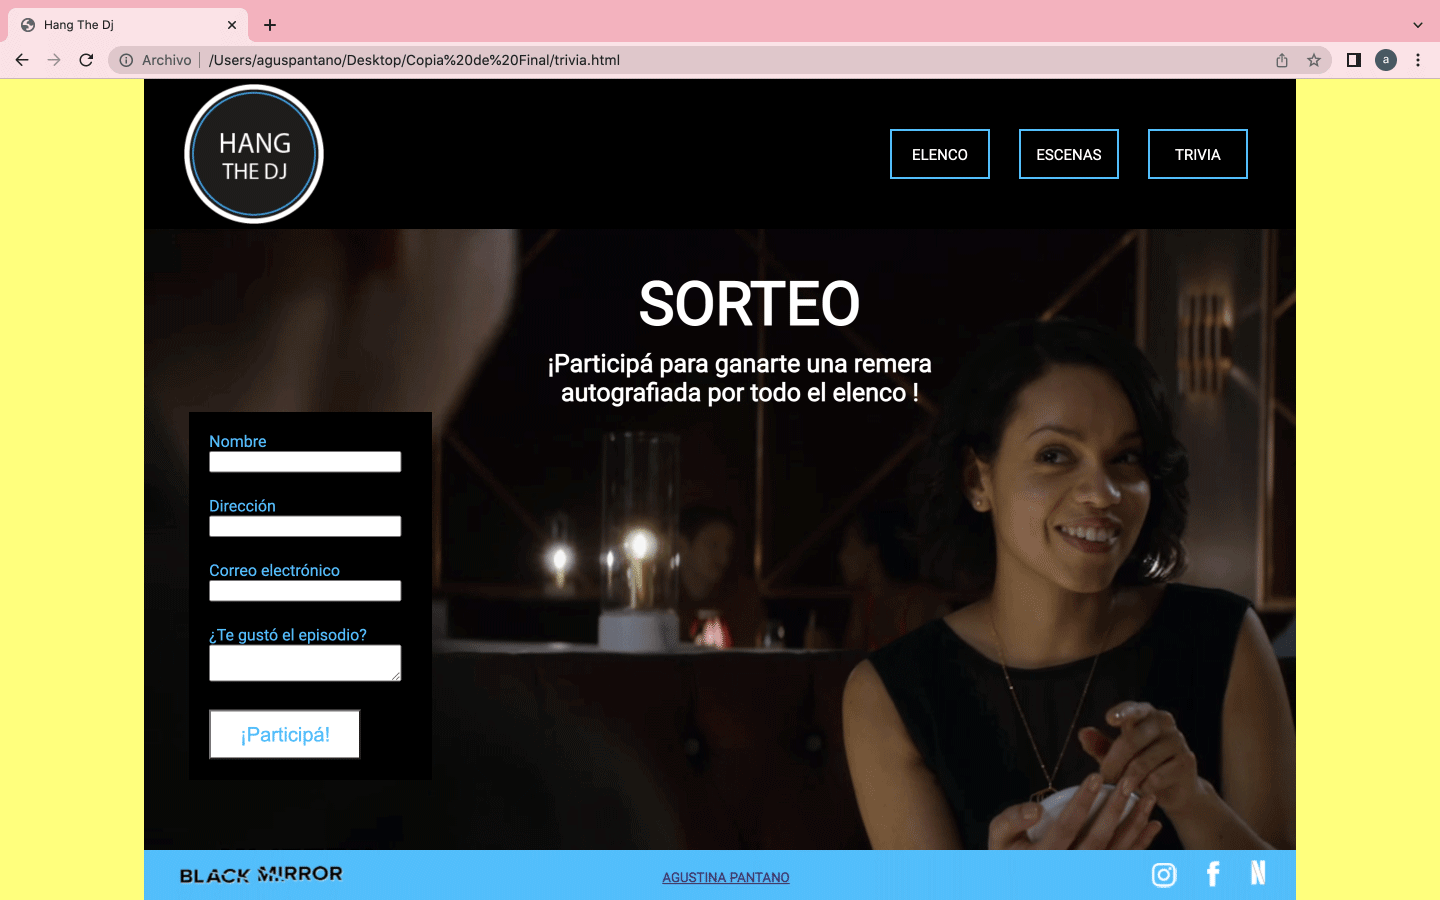 Hang The Dj
Archivo
/Users/aguspantano/Desktop/Copia%20de%20Final/trivia.html
a
HANG
THE DJ
ELENCO
ESCENAS
TRIVIA
SORTEO
¡Participá para ganarte una remera
autografiada por todo el elenco !
Nombre
Dirección
Correo electrónico
¿Te gustó el episodio?
¡Participá!
BLACK MIRROR
AGUSTINA PANTANO
f
N